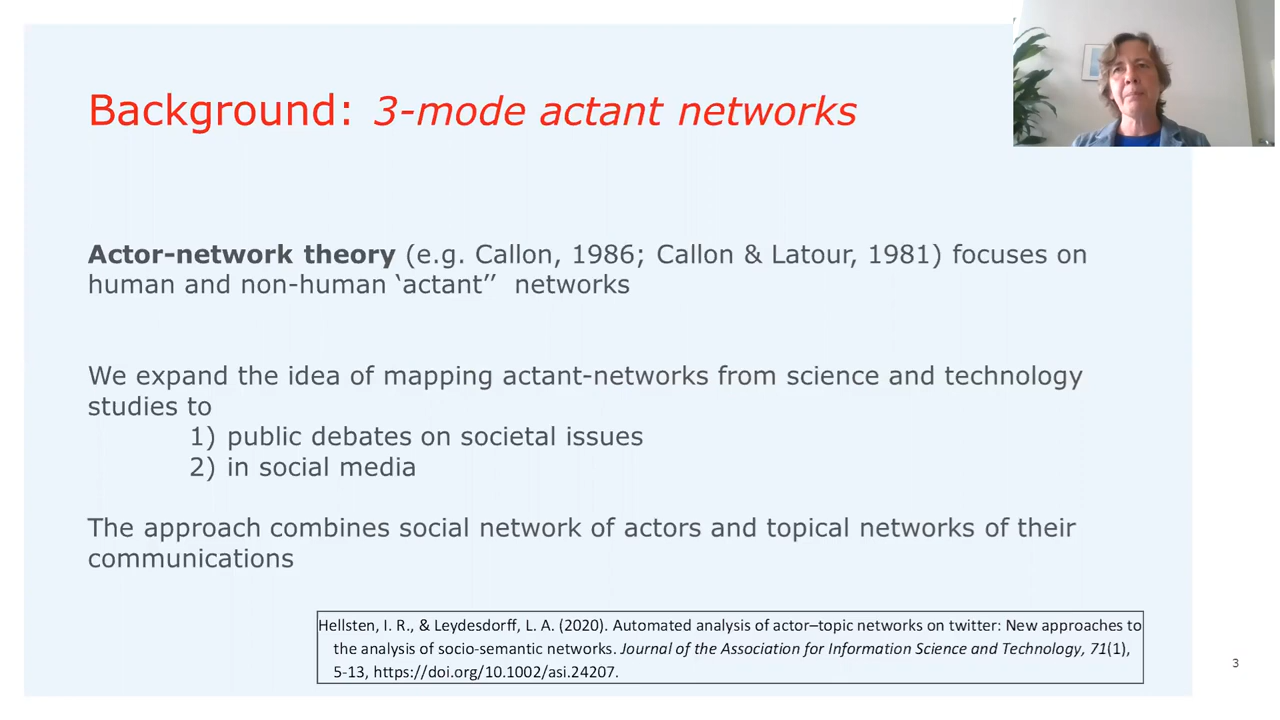 Background: 3-mode actant networks
Actor-network theory (e.g. Callon, 1986; Callon & Latour, 1981) focuses on
human and non-human ‵actant′′ networks
We expand the idea of mapping actant-networks from science and technology
studies to
1) public debates on societal issues
2) in social media
The approach combines social network of actors and topical networks of their
communications
Hellsten, I. R., & Leydesdorff, L. A. (2020). Automated analysis of actor–topic networks on twitter: New approaches to
the analysis of socio-semantic networks. Journal of the Association for Information Science and Technology, 71(1),
5-13, https://doi.org/10.1002/asi.24207.
3